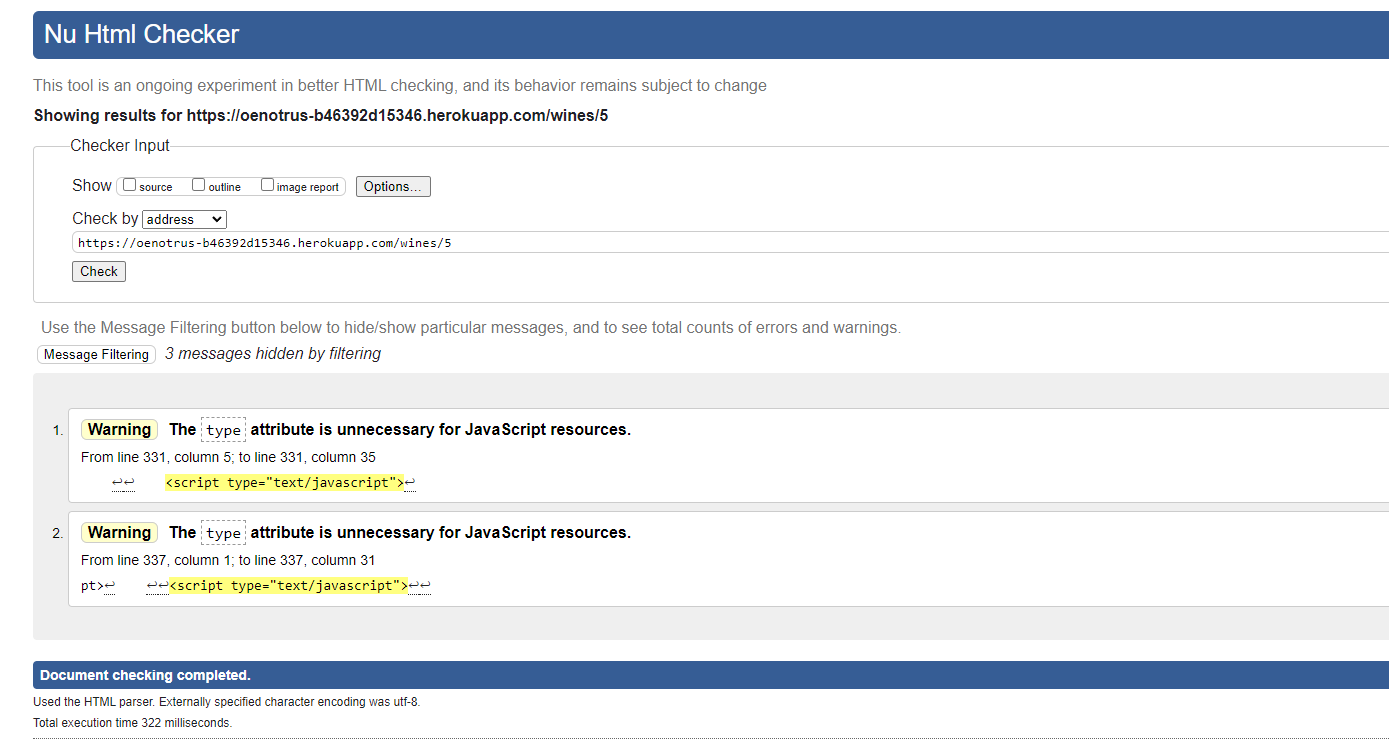 Nu Html Checker
This tool is an ongoing experiment in better HTML checking, and its behavior remains subject to change
Showing results for https://oenotrus-b46392d15346.herokuapp.com/wines/5
Checker Input
Show source outline image report Options...
Check by address
https://oenotrus-b46392d15346.herokuapp.com/wines/5
Check
Use the Message Filtering button below to hide/show particular messages, and to see total counts of errors and warnings.
Message Filtering 3 messages hidden by filtering
1. Warning The type attribute is unnecessary for JavaScript resources.
From line 331, column 5; to line 331, column 35
↩↩ <script type="text/javascript">↩
2. Warning The type attribute is unnecessary for JavaScript resources.
From line 337, column 1; to line 337, column 31
pt>↩ ↩↩<script type="text/javascript">↩↩
Document checking completed.
Used the HTML parser. Externally specified character encoding was utf-8.
Total execution time 322 milliseconds.